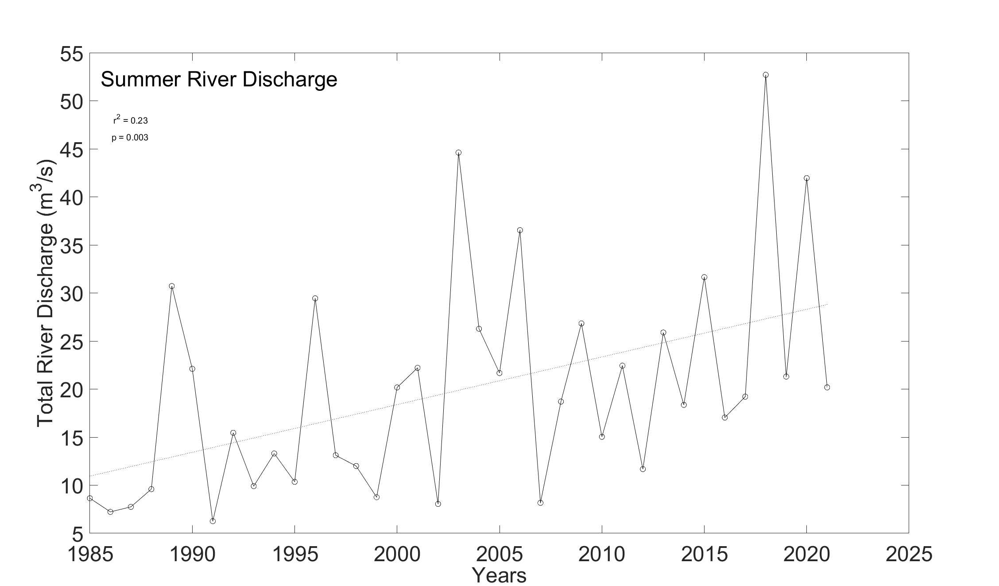 Summer River Discharge
r² = 0.23
p = 0.003
Total River Discharge (m³/s)
55
50
45
40
35
30
25
20
15
10
5
1985 1990 1995 2000 2005 2010 2015 2020 2025
Years